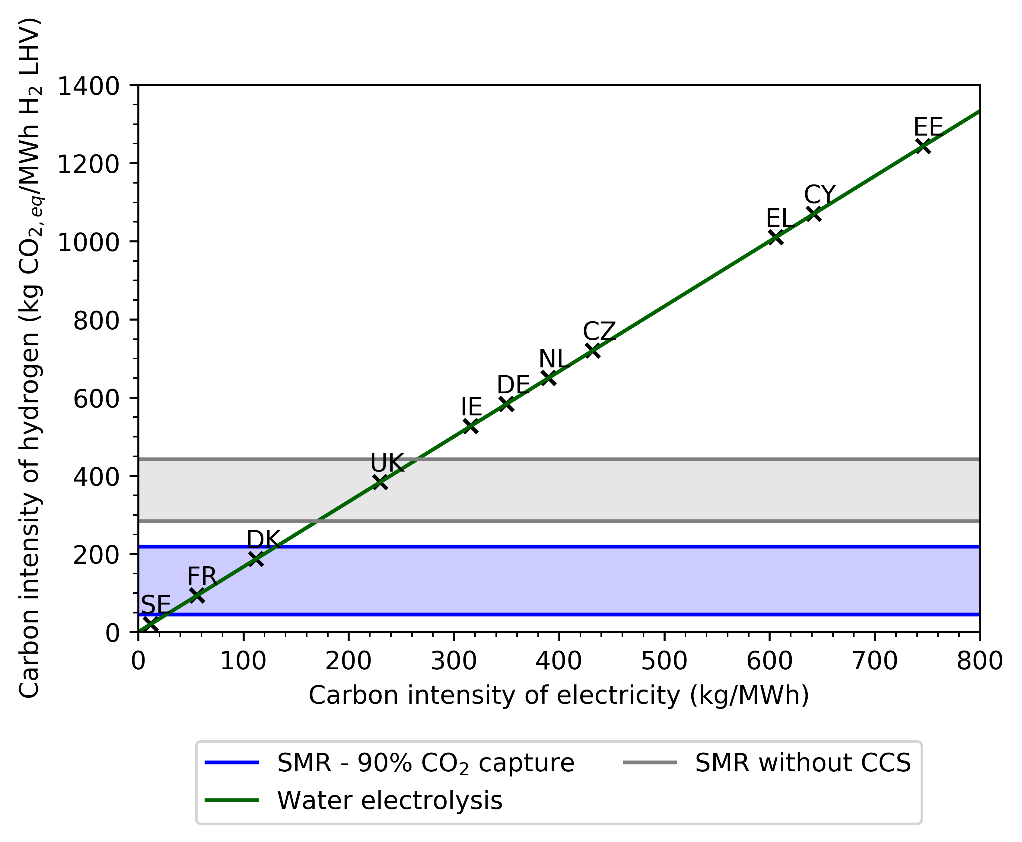 Carbon intensity of hydrogen (kg CO2,eq/MWh H2 LHV)
1400
1200
1000
800
600
400
200
0
EE
CY
EL
CZ
NL
DE
IE
UK
DK
FR
SE
0 100 200 300 400 500 600 700 800
Carbon intensity of electricity (kg/MWh)
SMR - 90% CO2 capture
SMR without CCS
Water electrolysis